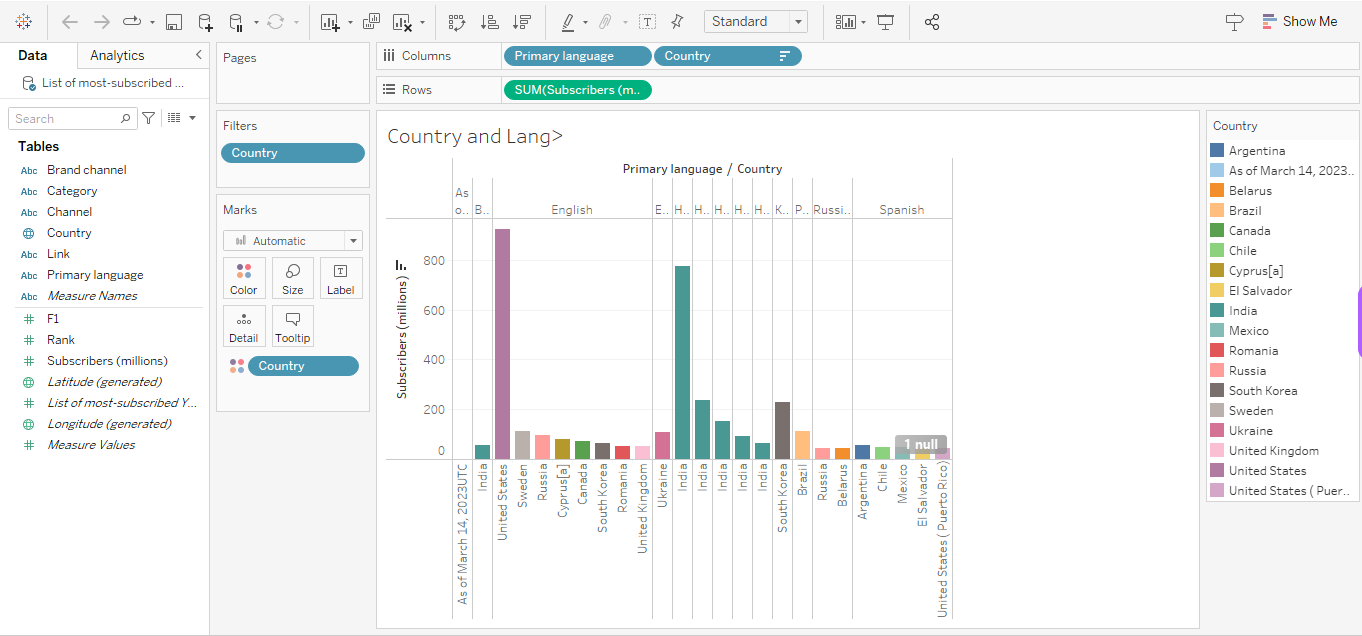 Standard
Show Me
Data
Analytics
List of most-subscribed ...
Search
Tables
Abc Brand channel
Abc Category
Abc Channel
Country
Abc Link
Abc Primary language
Abc Measure Names
F1
Rank
Subscribers (millions)
Latitude (generated)
List of most-subscribed Y...
Longitude (generated)
Measure Values
Pages
Filters
Country
Marks
Automatic
Color
Size
Label
Detail
Tooltip
Country
Columns
Primary language
Country
Rows
SUM(Subscribers (m..
Country and Lang>
Primary language / Country
As
o..
B..
English
E..
H..
H..
H..
H..
H..
K..
P..
Russi..
Spanish
Subscribers (millions)
800
600
400
200
0
1 null
As of March 14, 2023UTC
India
United States
Sweden
Russia
Cyprus[a]
Canada
South Korea
Romania
United Kingdom
Ukraine
India
India
India
India
India
South Korea
Brazil
Russia
Belarus
Argentina
Chile
Mexico
El Salvador
United States ( Puerto Rico)
Country
Argentina
As of March 14, 2023..
Belarus
Brazil
Canada
Chile
Cyprus[a]
El Salvador
India
Mexico
Romania
Russia
South Korea
Sweden
Ukraine
United Kingdom
United States
United States ( Puer..